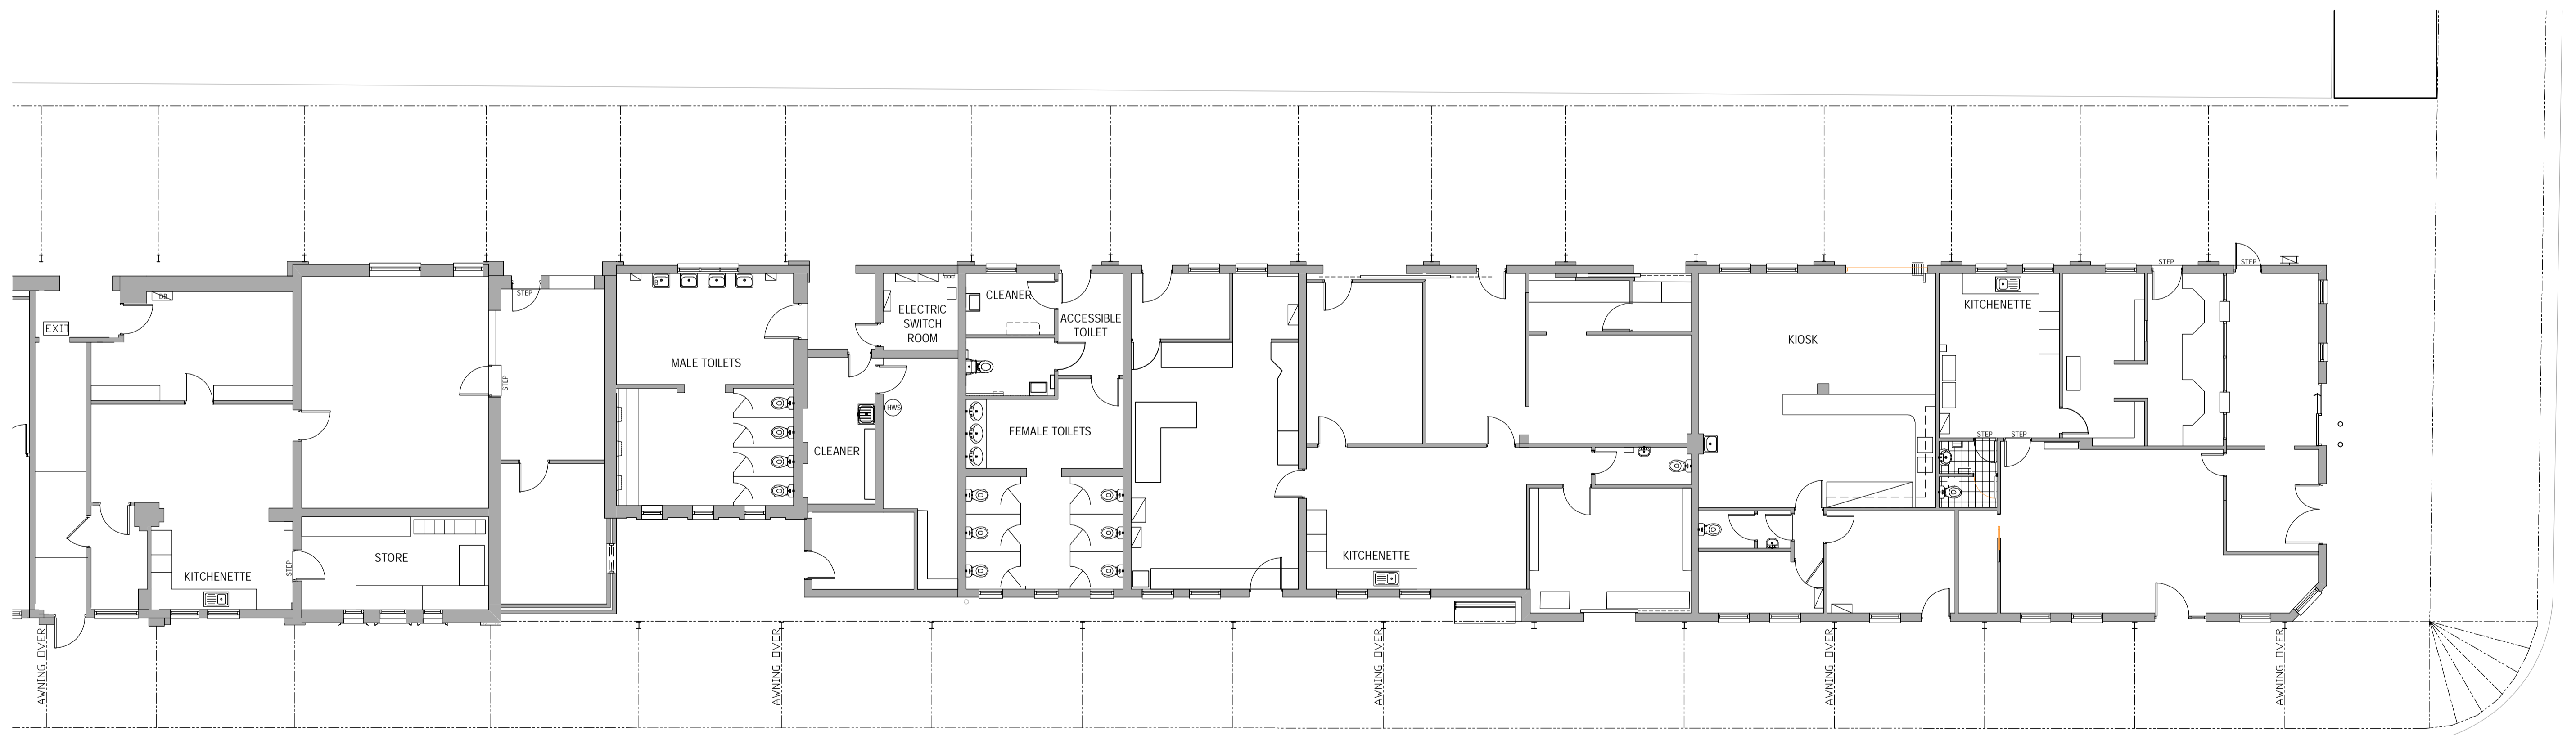 EXIT
DB
STEP
STEP
STEP
KITCHENETTE
STORE
MALE TOILETS
B
CLEANER
HWS
ELECTRIC
SWITCH
ROOM
CLEANER
ACCESSIBLE
TOILET
FEMALE TOILETS
KITCHENETTE
KIOSK
KITCHENETTE
STEP
STEP
STEP
STEP
AWNING OVER
AWNING OVER
AWNING OVER
AWNING OVER
AWNING OVER